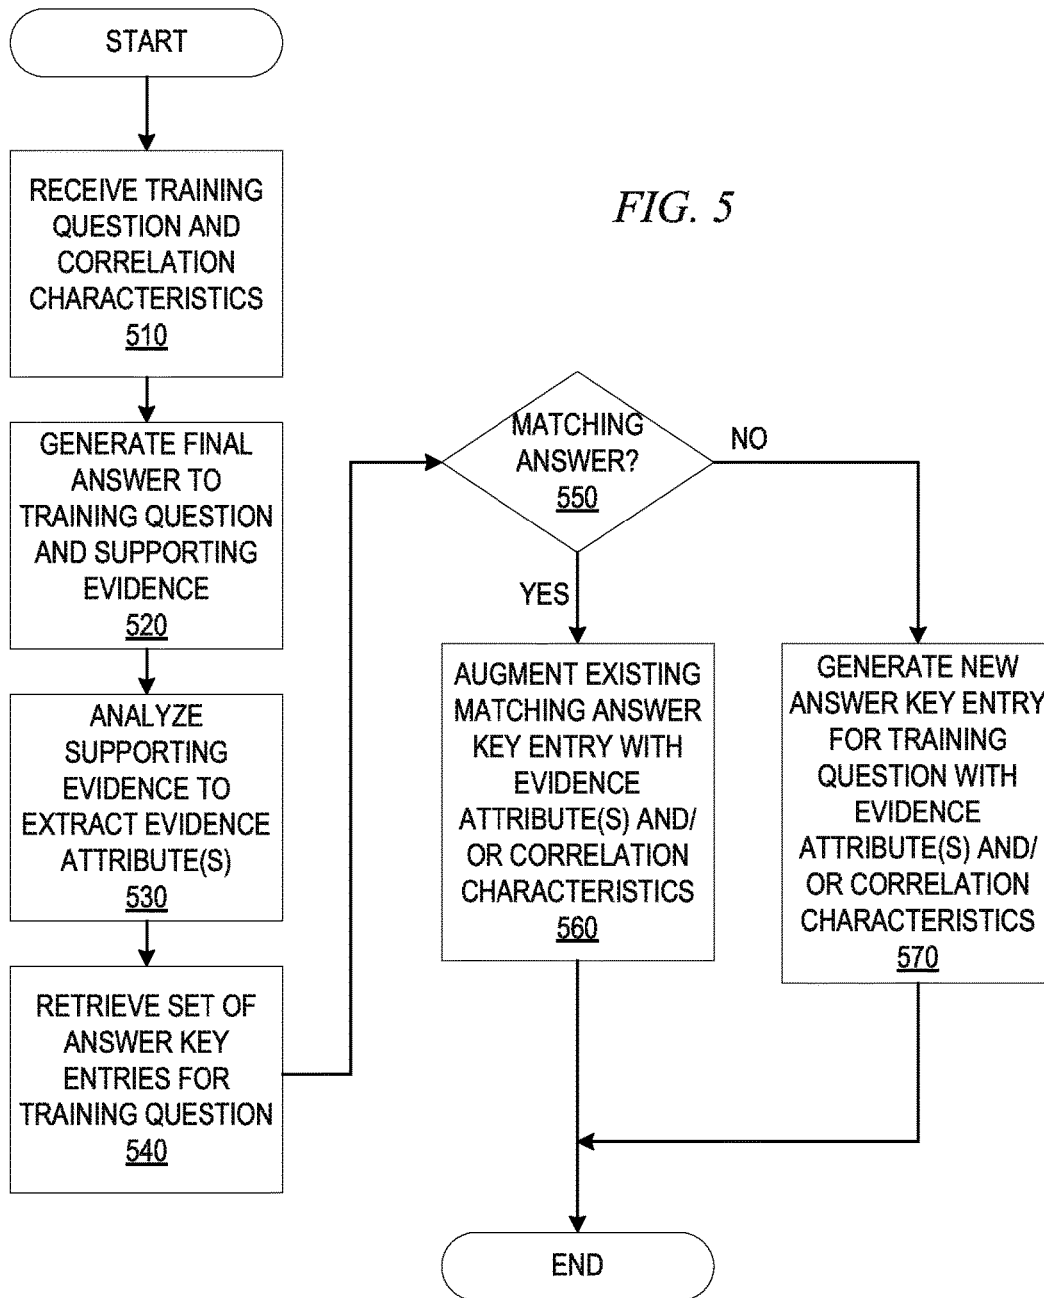 START
RECEIVE TRAINING
QUESTION AND
CORRELATION
CHARACTERISTICS
510
FIG. 5
GENERATE FINAL
ANSWER TO
TRAINING QUESTION
AND SUPPORTING
EVIDENCE
520
ANALYZE
SUPPORTING
EVIDENCE TO
EXTRACT EVIDENCE
ATTRIBUTE(S)
530
RETRIEVE SET OF
ANSWER KEY
ENTRIES FOR
TRAINING QUESTION
540
MATCHING
ANSWER?
550
NO
YES
AUGMENT EXISTING
MATCHING ANSWER
KEY ENTRY WITH
EVIDENCE
ATTRIBUTE(S) AND/
OR CORRELATION
CHARACTERISTICS
560
GENERATE NEW
ANSWER KEY ENTRY
FOR TRAINING
QUESTION WITH
EVIDENCE
ATTRIBUTE(S) AND/
OR CORRELATION
CHARACTERISTICS
570
END